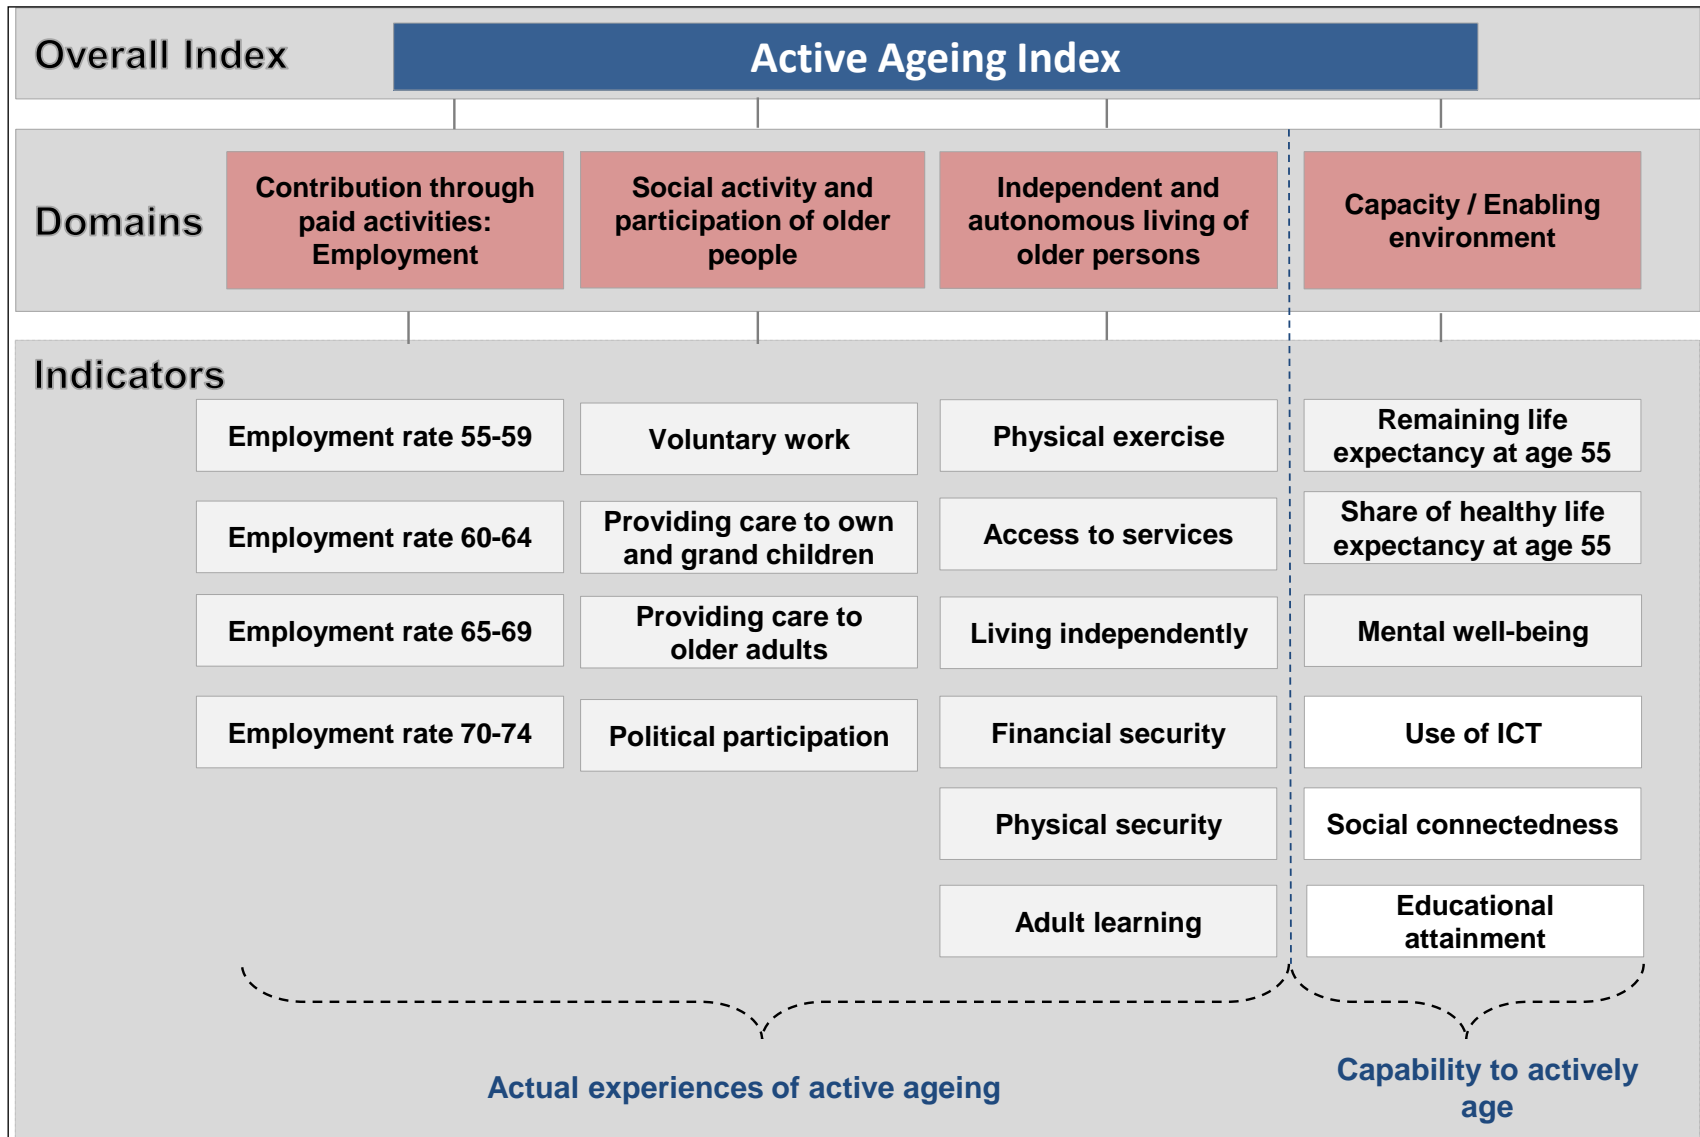 Overall Index
Active Ageing Index
Domains
Contribution through
paid activities:
Employment
Social activity and
participation of older
people
Independent and
autonomous living of
older persons
Capacity / Enabling
environment
Indicators
Employment rate 55-59
Employment rate 60-64
Employment rate 65-69
Employment rate 70-74
Voluntary work
Providing care to own
and grand children
Providing care to
older adults
Political participation
Physical exercise
Access to services
Living independently
Financial security
Physical security
Adult learning
Remaining life
expectancy at age 55
Share of healthy life
expectancy at age 55
Mental well-being
Use of ICT
Social connectedness
Educational
attainment
Actual experiences of active ageing
Capability to actively
age